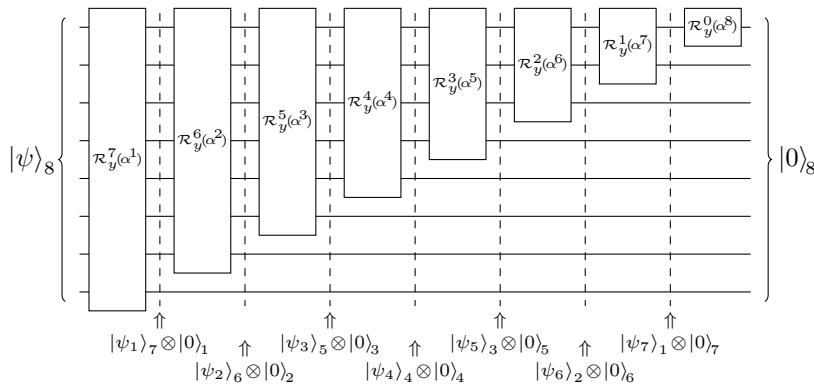 |ψ⟩₈
ℛ_y^7(α^1)
ℛ_y^6(α^2)
ℛ_y^5(α^3)
ℛ_y^4(α^4)
ℛ_y^3(α^5)
ℛ_y^2(α^6)
ℛ_y^1(α^7)
ℛ_y^0(α^8)
|0⟩₈
⇑ ⇑ ⇑ ⇑
|ψ₁⟩₇⊗|0⟩₁ ⇑ |ψ₃⟩₅⊗|0⟩₃ ⇑ |ψ₅⟩₃⊗|0⟩₅ ⇑ |ψ₇⟩₁⊗|0⟩₇
|ψ₂⟩₆⊗|0⟩₂ |ψ₄⟩₄⊗|0⟩₄ |ψ₆⟩₂⊗|0⟩₆